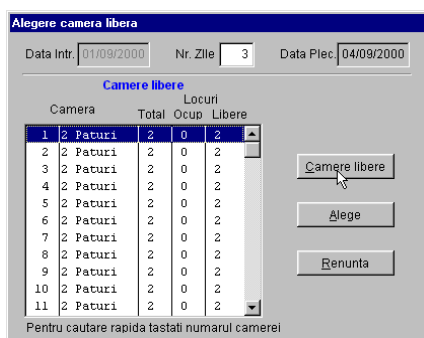 Alegere camera libera
Data Intr. 01/09/2000 Nr. Zlle 3 Data Plec. 04/09/2000
Camere libere
Locuri
Camera Total Ocup Libere
1 2 Paturi 2 0 2
2 2 Paturi 2 0 2
3 2 Paturi 2 0 2
4 2 Paturi 2 0 2
5 2 Paturi 2 0 2
6 2 Paturi 2 0 2
7 2 Paturi 2 0 2
8 2 Paturi 2 0 2
9 2 Paturi 2 0 2
10 2 Paturi 2 0 2
11 2 Paturi 2 0 2
Camere libere
Alege
Renunta
Pentru cautare rapida tastati numarul camerei